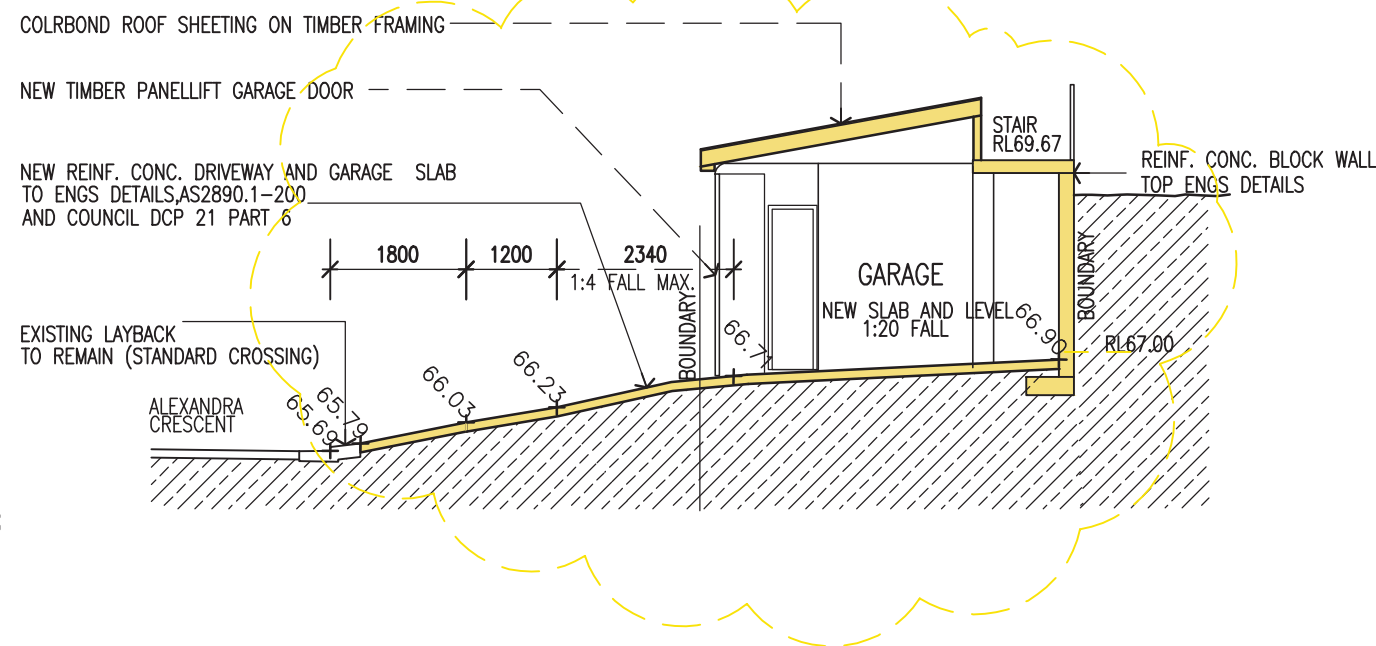 COLRBOND ROOF SHEETING ON TIMBER FRAMING
NEW TIMBER PANELLIFT GARAGE DOOR
NEW REINF. CONC. DRIVEWAY AND GARAGE SLAB
TO ENGS DETAILS,AS2890.1-200
AND COUNCIL DCP 21 PART 6
STAIR
RL69.67
REINF. CONC. BLOCK WALL
TOP ENGS DETAILS
1800
1200
2340
1:4 FALL MAX.
BOUNDARY
GARAGE
NEW SLAB AND LEVEL
1:20 FALL
BOUNDARY
EXISTING LAYBACK
TO REMAIN (STANDARD CROSSING)
66.71
66.90
RL67.00
66.23
66.03
65.79
65.69
ALEXANDRA
CRESCENT